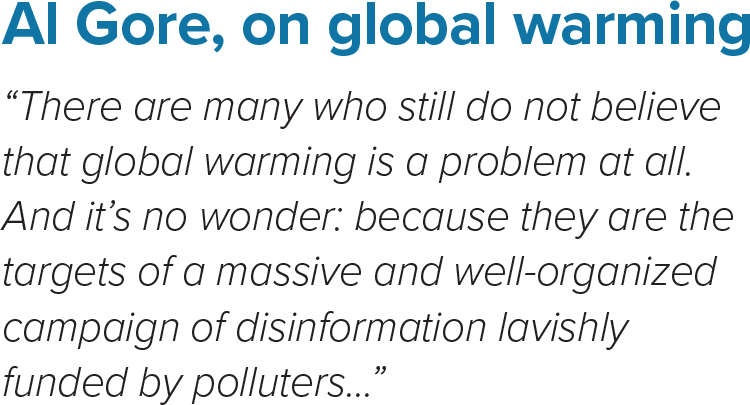 Al Gore, on global warming
“There are many who still do not believe
that global warming is a problem at all.
And it’s no wonder: because they are the
targets of a massive and well-organized
campaign of disinformation lavishly
funded by polluters...”